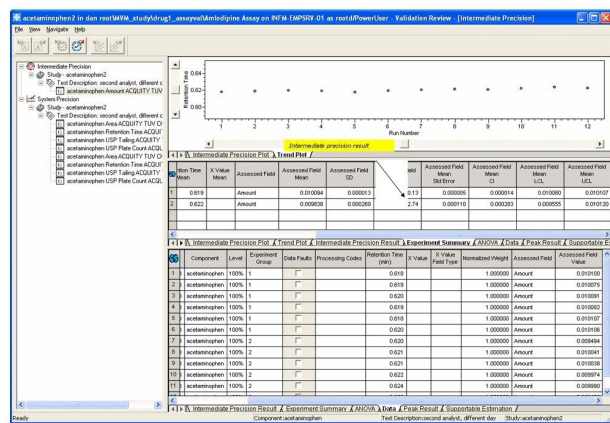 acetaminophen2 in dan root\MVM_study\drug1_assayval\Amlodipine Assay on JNFM-EMPSRV-01 as rootd/PowerUser - Validation Review - [Intermediate Precision]
File View Navigate Help
Intermediate Precision
Study - acetaminophen2
Test Description: second analyst, different d
acetaminophen Amount ACQUITY TUV
System Precision
Study - acetaminophen2
Test Description: second analyst, different c
acetaminophen Area ACQUITY TUV Ch
acetaminophen Retention Time ACQUI
acetaminophen USP Tailing ACQUITY
acetaminophen USP Plate Count ACQL
acetaminophen Area ACQUITY TUV Ch
acetaminophen Retention Time ACQUI
acetaminophen USP Tailing ACQUITY
acetaminophen USP Plate Count ACQL
Retention Time
0.64
0.62
0.60
1 2 3 4 5 6 7 8 9 10 11 12
Run Number
Intermediate precision result
Intermediate Precision Plot Trend Plot
tion Time Mean X Value Mean Assessed Field Assessed Field Mean Assessed Field SD ield Assessed Field Mean Std Error Assessed Field Mean CI Assessed Field Mean LCL Assessed Field Mean UCL
1 0.619 Amount 0.010094 0.000013 0.13 0.000005 0.000014 0.010080 0.010107
2 0.622 Amount 0.009838 0.000269 2.74 0.000110 0.000283 0.009555 0.010120
Intermediate Precision Plot Trend Plot Intermediate Precision Result Experiment Summary ANOVA Data Peak Result Supportable Es
Component Level Experiment Group Data Faults Processing Codes Retention Time (min) X Value X Value Field Type Normalized Weight Assessed Field Assessed Field Value
1 acetaminophen 100% 1 0.618 1.000000 Amount 0.010100
2 acetaminophen 100% 1 0.619 1.000000 Amount 0.010075
3 acetaminophen 100% 1 0.620 1.000000 Amount 0.010091
4 acetaminophen 100% 1 0.619 1.000000 Amount 0.010082
5 acetaminophen 100% 1 0.618 1.000000 Amount 0.010107
6 acetaminophen 100% 1 0.620 1.000000 Amount 0.010106
7 acetaminophen 100% 2 0.620 1.000000 Amount 0.009494
8 acetaminophen 100% 2 0.621 1.000000 Amount 0.010041
9 acetaminophen 100% 2 0.621 1.000000 Amount 0.010038
10 acetaminophen 100% 2 0.622 1.000000 Amount 0.009974
11 acetaminophen 100% 2 0.624 1.000000 Amount 0.009990
Intermediate Precision Result Experiment Summary ANOVA Data Peak Result Supportable Estimation
Ready Component:acetaminophen Test Description:second analyst, different day Study:acetaminophen2